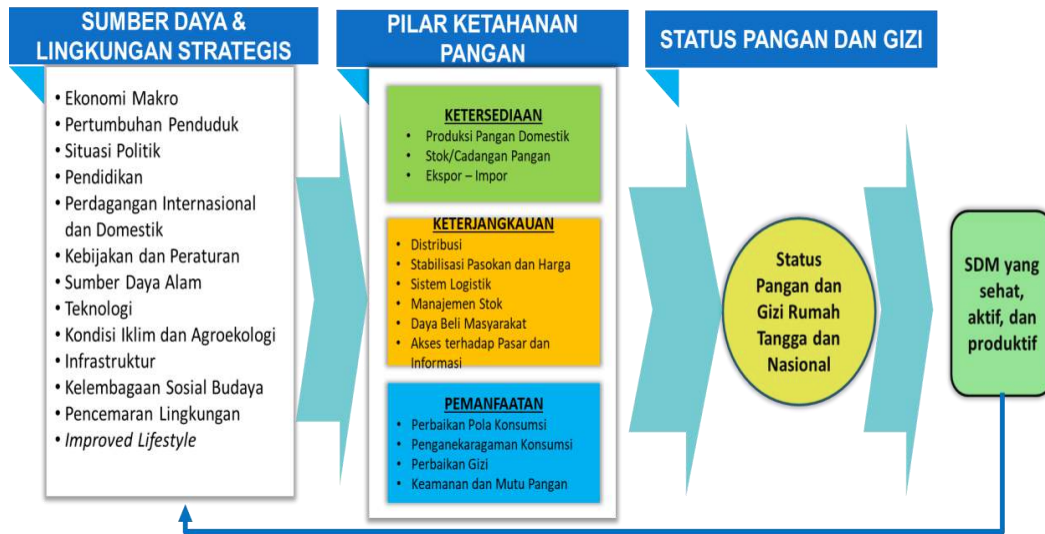 SUMBER DAYA &
LINGKUNGAN STRATEGIS
• Ekonomi Makro
• Pertumbuhan Penduduk
• Situasi Politik
• Pendidikan
• Perdagangan Internasional
dan Domestik
• Kebijakan dan Peraturan
• Sumber Daya Alam
• Teknologi
• Kondisi Iklim dan Agroekologi
• Infrastruktur
• Kelembagaan Sosial Budaya
• Pencemaran Lingkungan
• Improved Lifestyle
PILAR KETAHANAN
PANGAN
KETERSEDIAAN
• Produksi Pangan Domestik
• Stok/Cadangan Pangan
• Ekspor – Impor
KETERJANGKAUAN
• Distribusi
• Stabilisasi Pasokan dan Harga
• Sistem Logistik
• Manajemen Stok
• Daya Beli Masyarakat
• Akses terhadap Pasar dan
Informasi
PEMANFAATAN
• Perbaikan Pola Konsumsi
• Penganekaragaman Konsumsi
• Perbaikan Gizi
• Keamanan dan Mutu Pangan
STATUS PANGAN DAN GIZI
Status
Pangan dan
Gizi Rumah
Tangga dan
Nasional
SDM yang
sehat,
aktif, dan
produktif